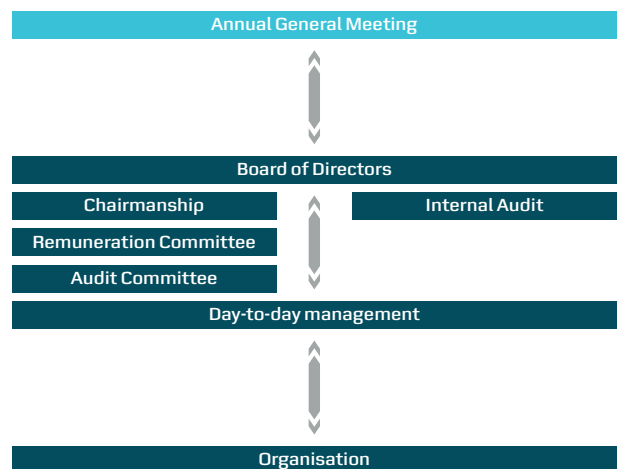 Annual General Meeting
Board of Directors
Chairmanship
Internal Audit
Remuneration Committee
Audit Committee
Day-to-day management
Organisation